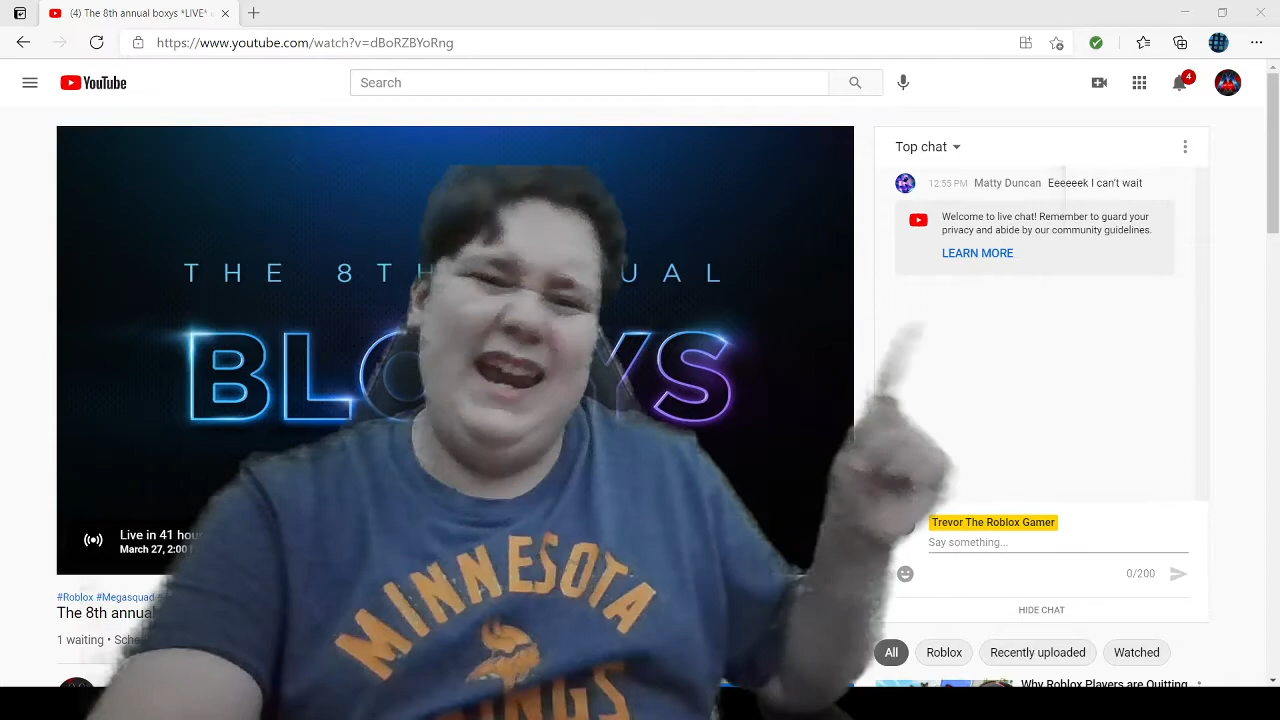 (4) The 8th annual boxys *LIVE*
https://www.youtube.com/watch?v=dBoRZBYoRng
YouTube
Search
4
THE 8TH UAL
BLOXYS
Live in 41 hou
March 27, 2:00
Top chat
12:55 PM Matty Duncan Eeeeeek I can't wait
Welcome to live chat! Remember to guard your
privacy and abide by our community guidelines.
LEARN MORE
Trevor The Roblox Gamer
Say something...
0/200
HIDE CHAT
#Roblox #Megasquad
The 8th annual
1 waiting • Sche
All Roblox Recently uploaded Watched
Why Roblox Players are Quitting
MINNESOTA
INGS